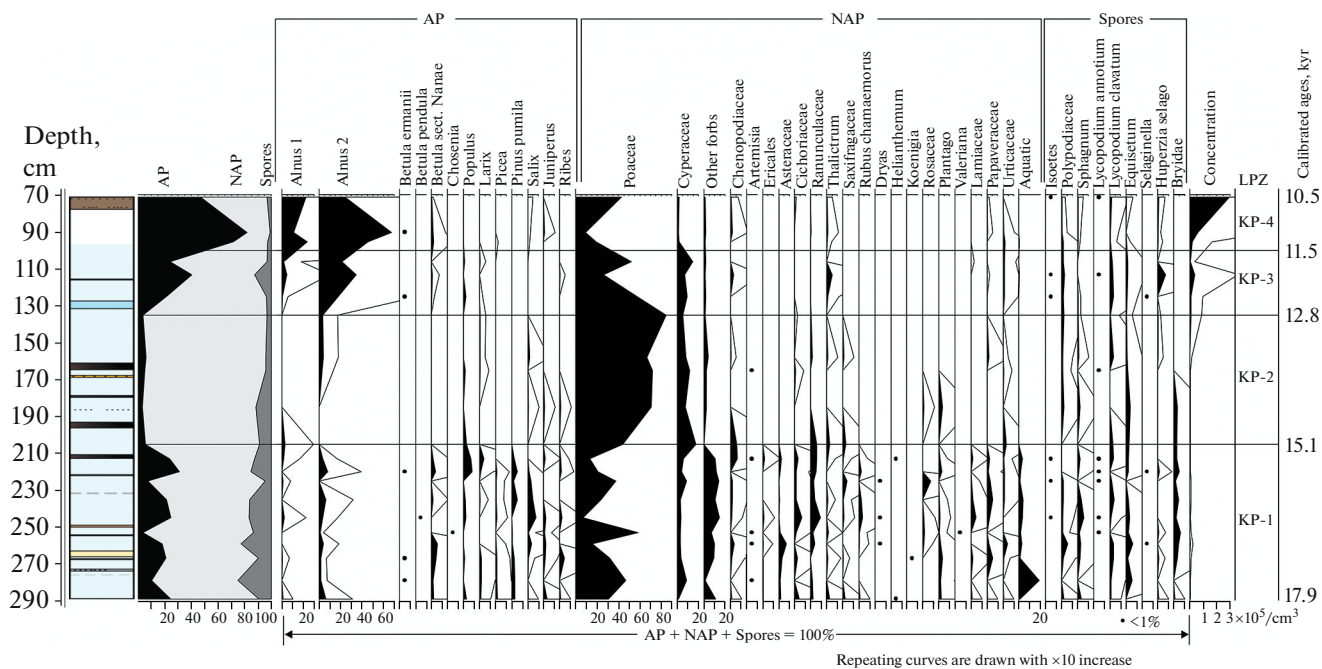 AP NAP Spores
Depth, cm
AP NAP Spores Alnus 1 Alnus 2 Betula ermanii Betula pendula Betula sect. Nanae Chosenia Populus Larix Picea Pinus pumila Salix Juniperus Ribes Poaceae Cyperaceae Other forbs Chenopodiaceae Artemisia Ericales Asteraceae Cichoriaceae Ranunculaceae Thalictrum Saxifragaceae Rubus chamaemorus Dryas Helianthemum Koenigia Rosaceae Plantago Valeriana Lamiaceae Papaveraceae Urticaceae Aquatic Isoetes Polypodiaceae Sphagnum Lycopodium annotium Lycopodium clavatum Equisetum Selaginella Huperzia selago Bryidae Concentration LPZ Calibrated ages, kyr
70 10.5
KP-4
90
11.5
110
KP-3
130
12.8
150
170 KP-2
190
210 15.1
230
250 KP-1
270
290 17.9
20 40 60 80 100 20 20 40 60 20 40 60 80 20 20 20 • <1% 1 2 3×10⁵/cm³
AP + NAP + Spores = 100%
Repeating curves are drawn with ×10 increase